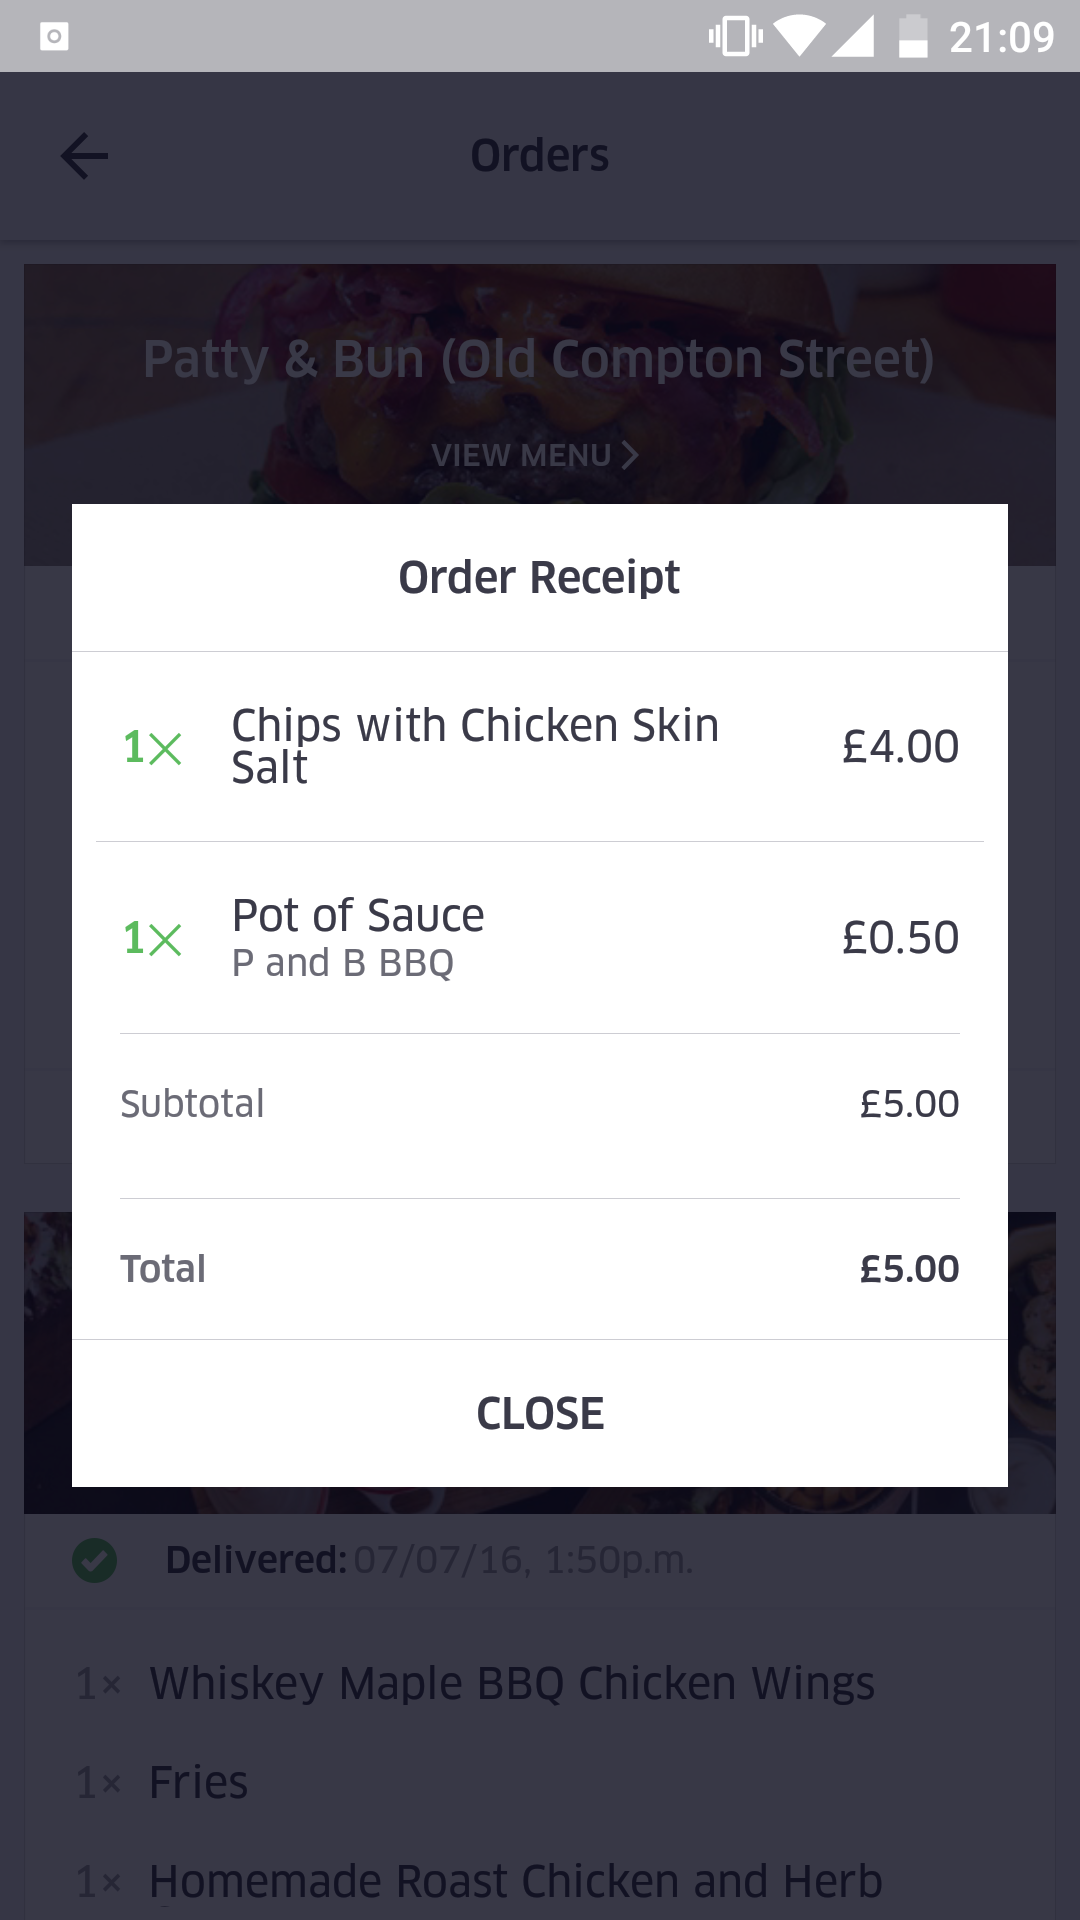 21:09
Orders
Patty & Bun (Old Compton Street)
VIEW MENU
Order Receipt
1× Chips with Chicken Skin Salt £4.00
1× Pot of Sauce £0.50
P and B BBQ
Subtotal £5.00
Total £5.00
CLOSE
Delivered: 07/07/16, 1:50p.m.
1× Whiskey Maple BBQ Chicken Wings
1× Fries
1× Homemade Roast Chicken and Herb